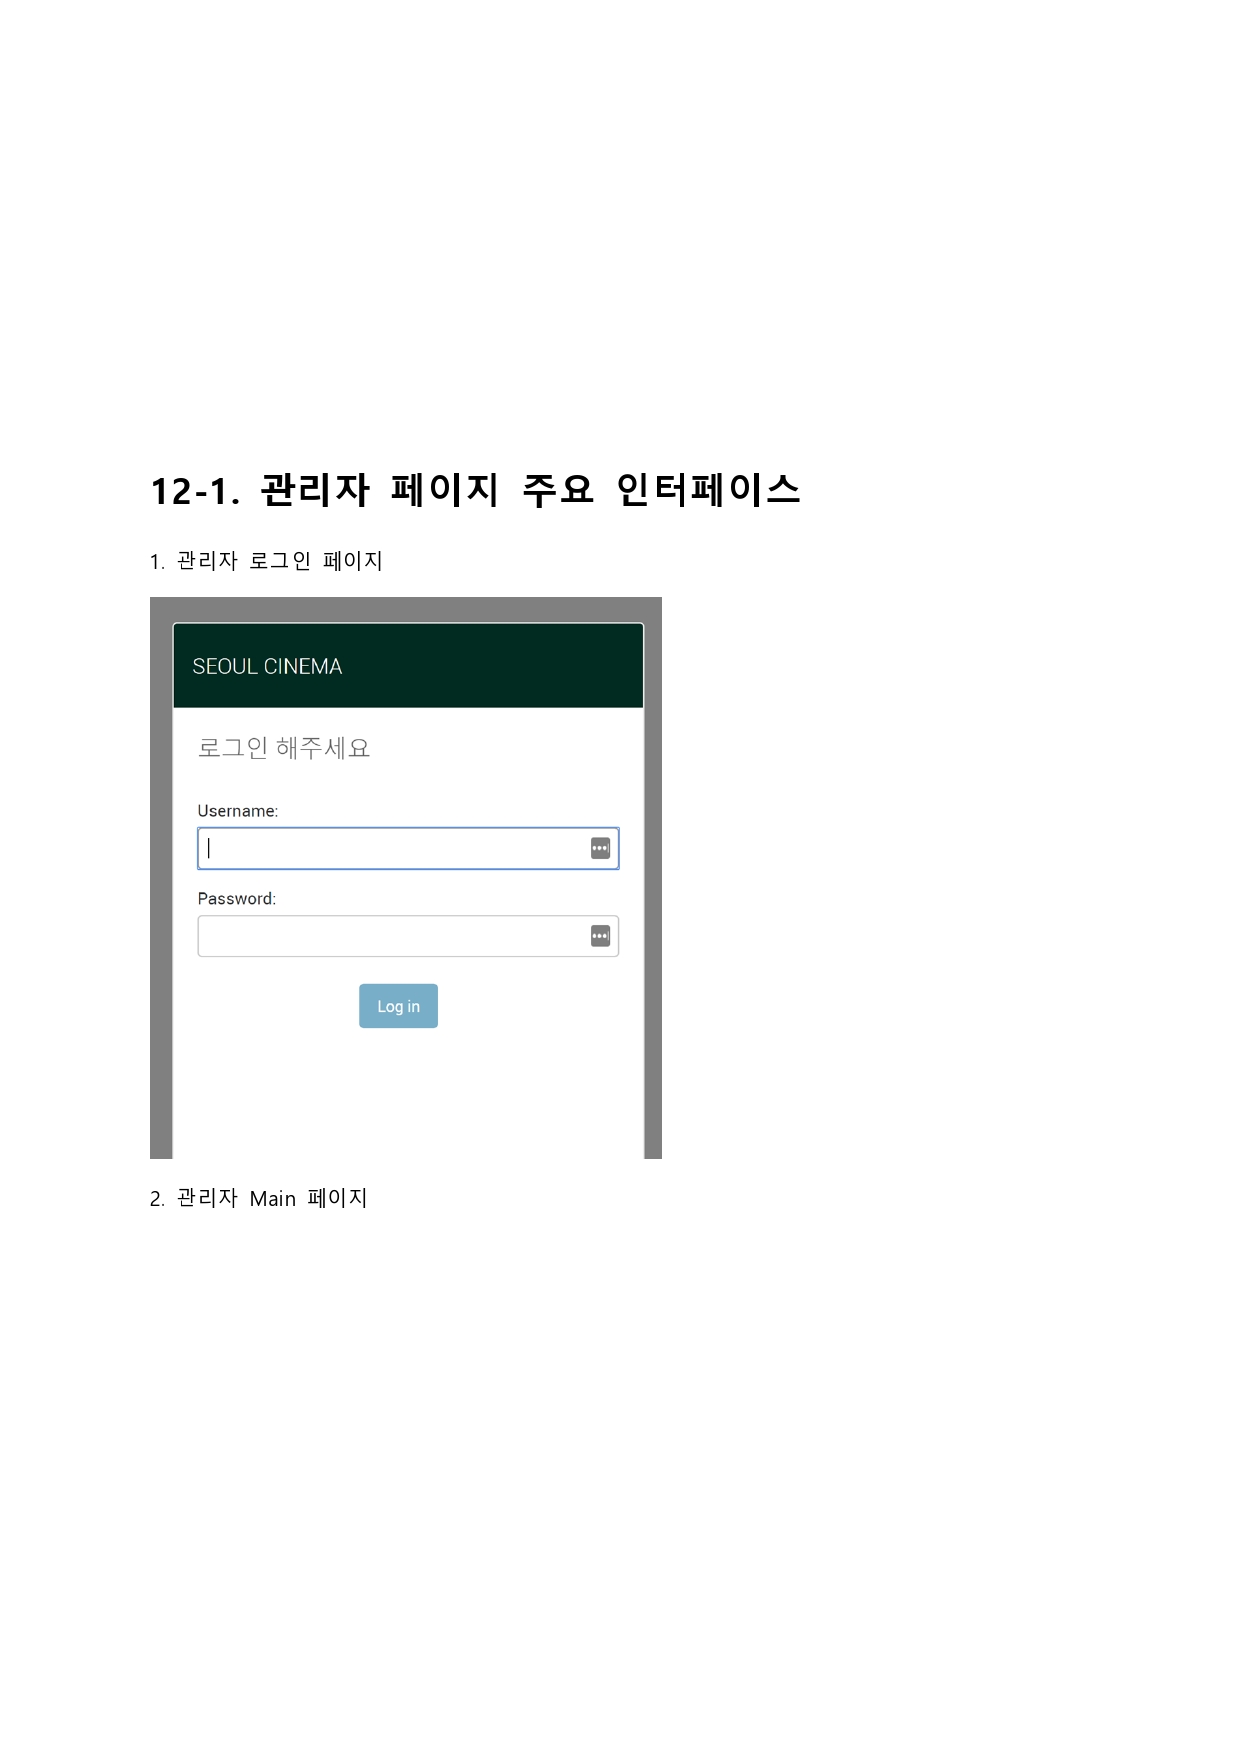 12-1. 관리자 페이지 주요 인터페이스
1. 관리자 로그인 페이지
SEOUL CINEMA
로그인 해주세요
Username:
Password:
Log in
2. 관리자 Main 페이지